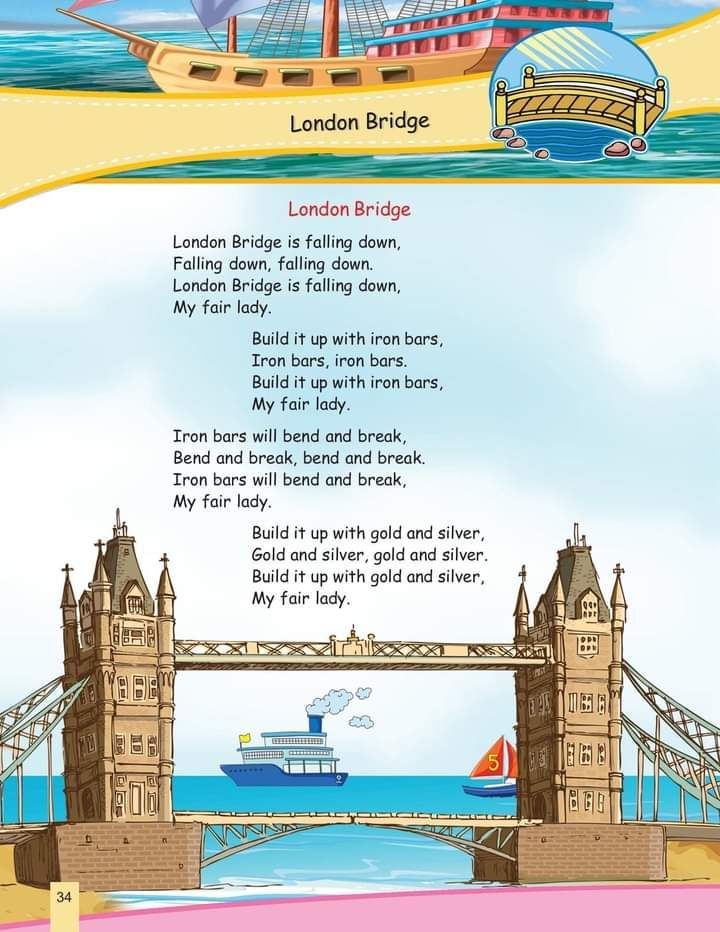 London Bridge
London Bridge
London Bridge is falling down,
Falling down, falling down.
London Bridge is falling down,
My fair lady.
Build it up with iron bars,
Iron bars, iron bars.
Build it up with iron bars,
My fair lady.
Iron bars will bend and break,
Bend and break, bend and break.
Iron bars will bend and break,
My fair lady.
Build it up with gold and silver,
Gold and silver, gold and silver.
Build it up with gold and silver,
My fair lady.
5
34